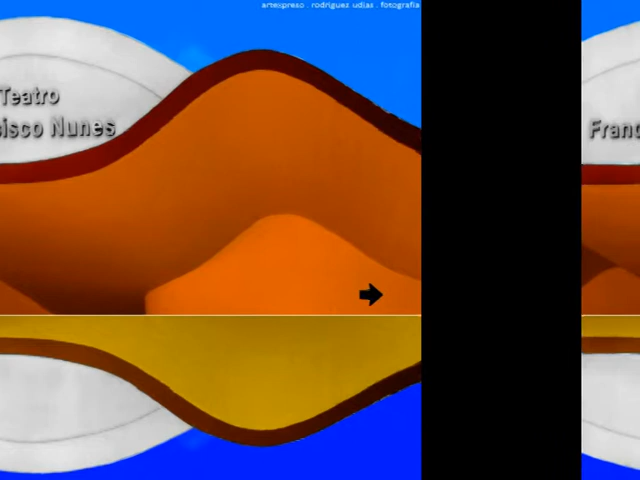 artexpreso . rodriguez udias . fotografia
Teatro
isco Nunes
Franc